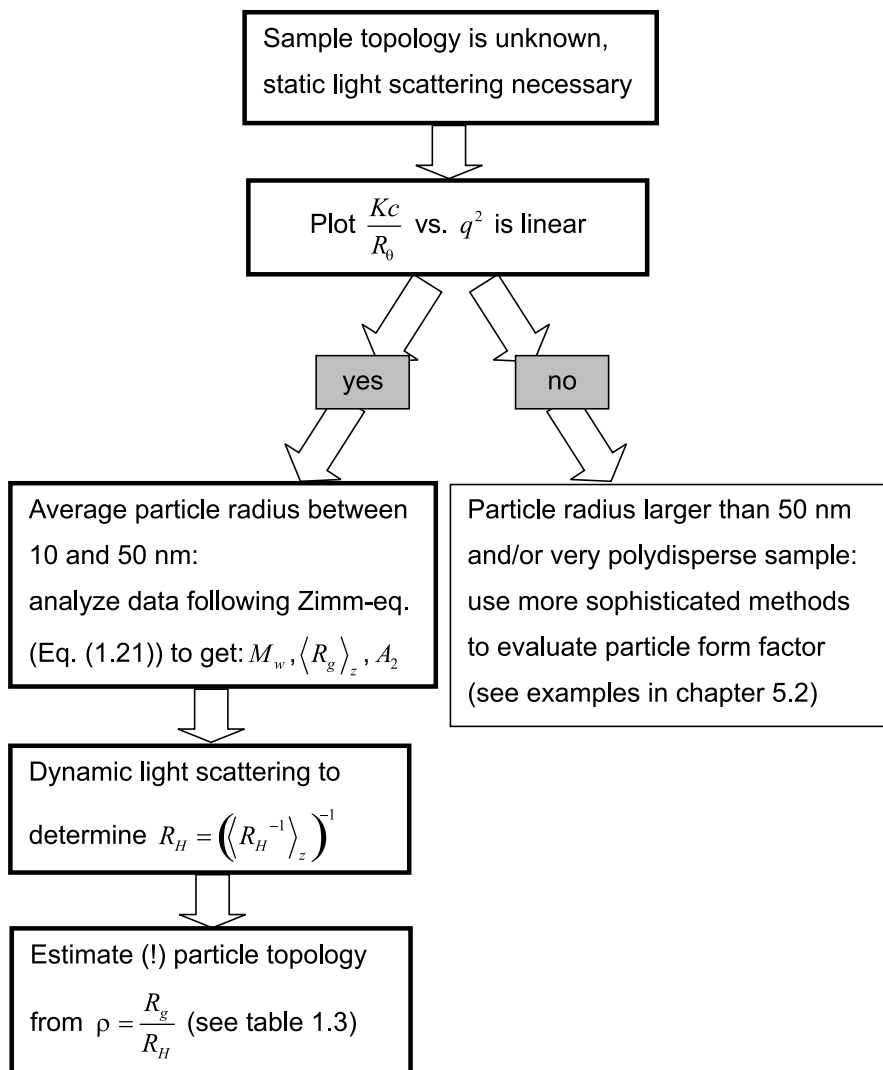 Sample topology is unknown,
static light scattering necessary
Plot Kc/R_θ vs. q² is linear
yes
no
Average particle radius between
10 and 50 nm:
analyze data following Zimm-eq.
(Eq. (1.21)) to get: M_w, ⟨R_g⟩_z, A_2
Particle radius larger than 50 nm
and/or very polydisperse sample:
use more sophisticated methods
to evaluate particle form factor
(see examples in chapter 5.2)
Dynamic light scattering to
determine R_H = (⟨R_H⁻¹⟩_z)⁻¹
Estimate (!) particle topology
from ρ = R_g/R_H (see table 1.3)